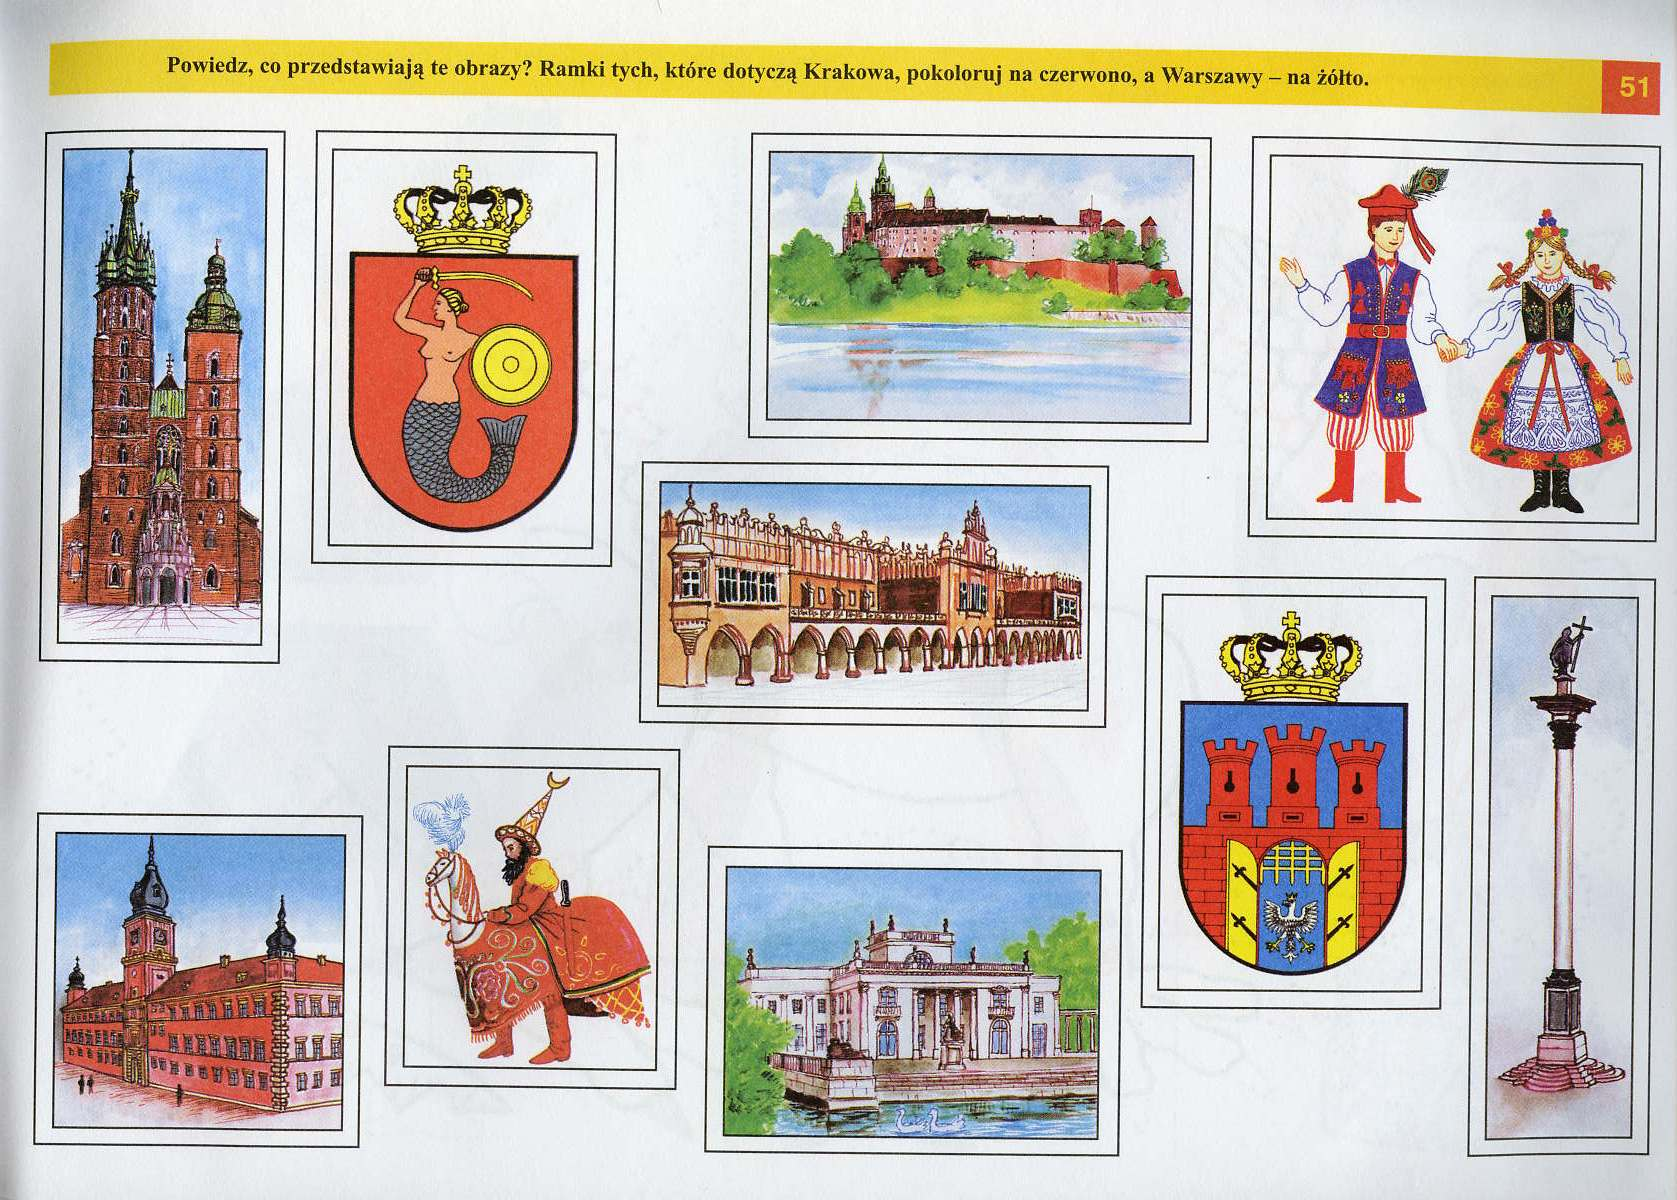 Powiedz, co przedstawiają te obrazy? Ramki tych, które dotyczą Krakowa, pokoloruj na czerwono, a Warszawy – na żółto.
51